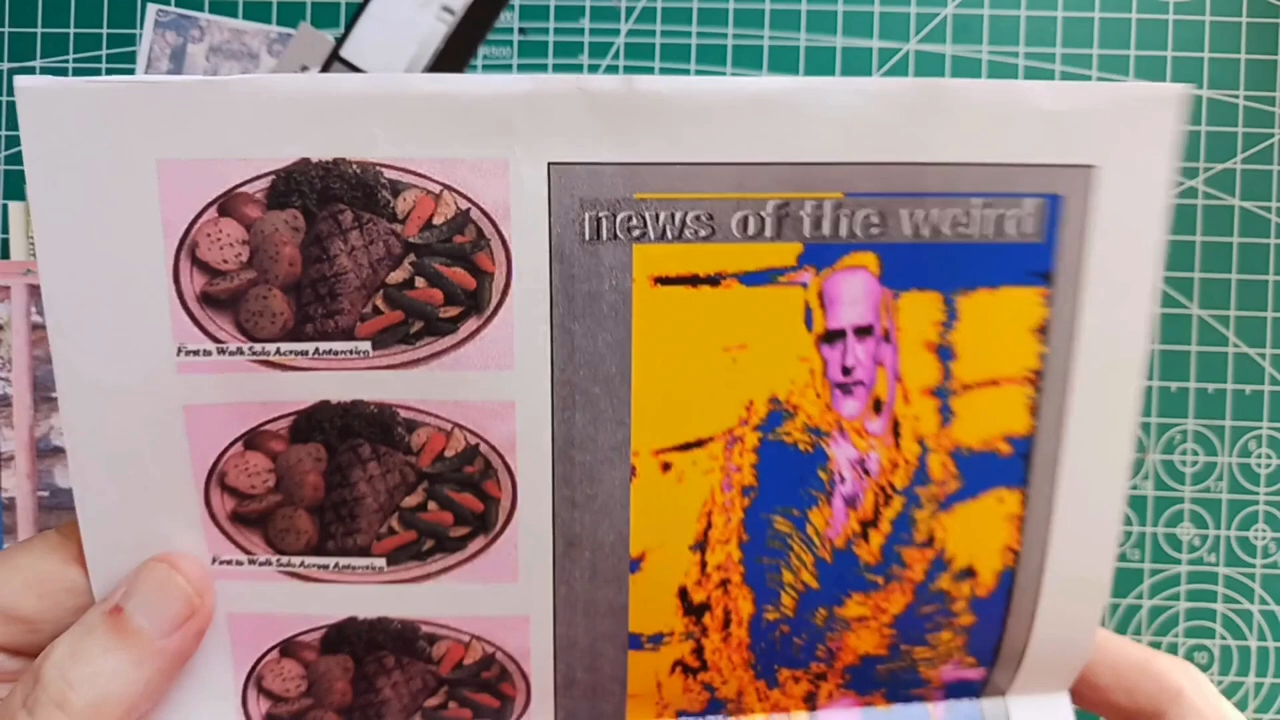 First to Walk Solo Across Antarctica
First to Walk Solo Across Antarctica
news of the weird